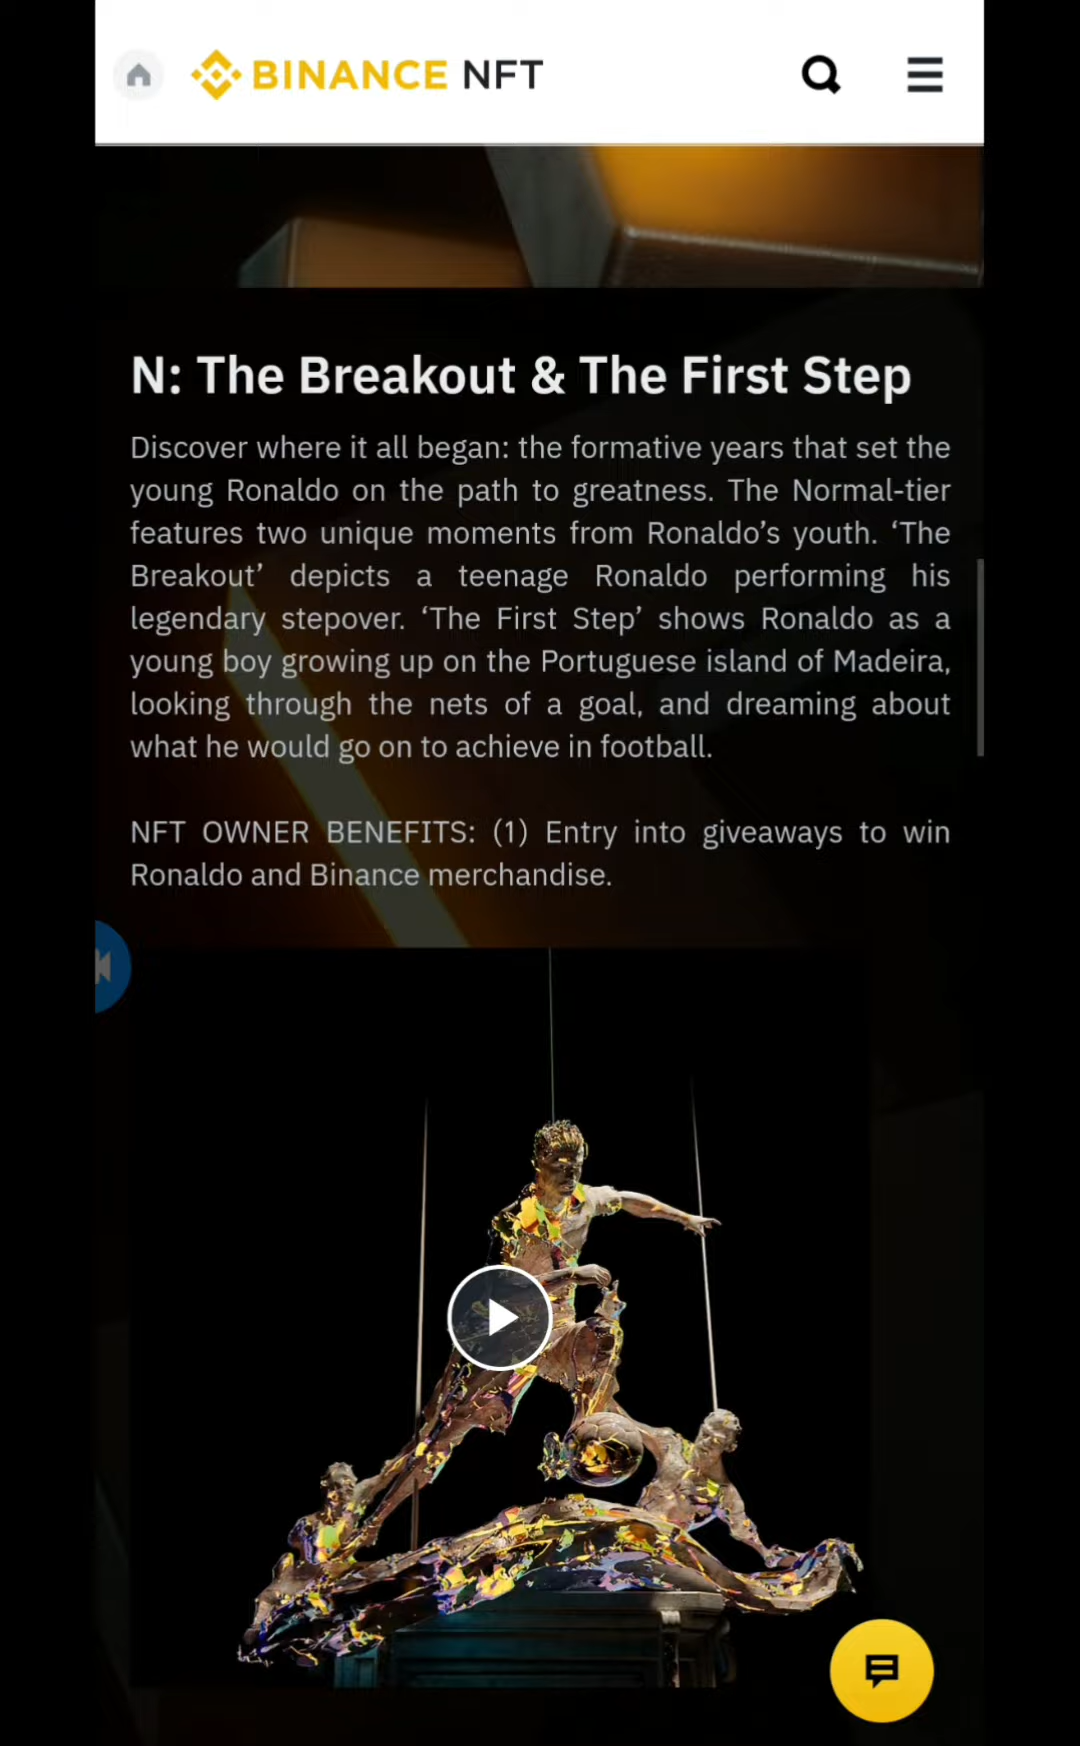 BINANCE NFT
N: The Breakout & The First Step
Discover where it all began: the formative years that set the
young Ronaldo on the path to greatness. The Normal-tier
features two unique moments from Ronaldo’s youth. ‘The
Breakout’ depicts a teenage Ronaldo performing his
legendary stepover. ‘The First Step’ shows Ronaldo as a
young boy growing up on the Portuguese island of Madeira,
looking through the nets of a goal, and dreaming about
what he would go on to achieve in football.
NFT OWNER BENEFITS: (1) Entry into giveaways to win
Ronaldo and Binance merchandise.